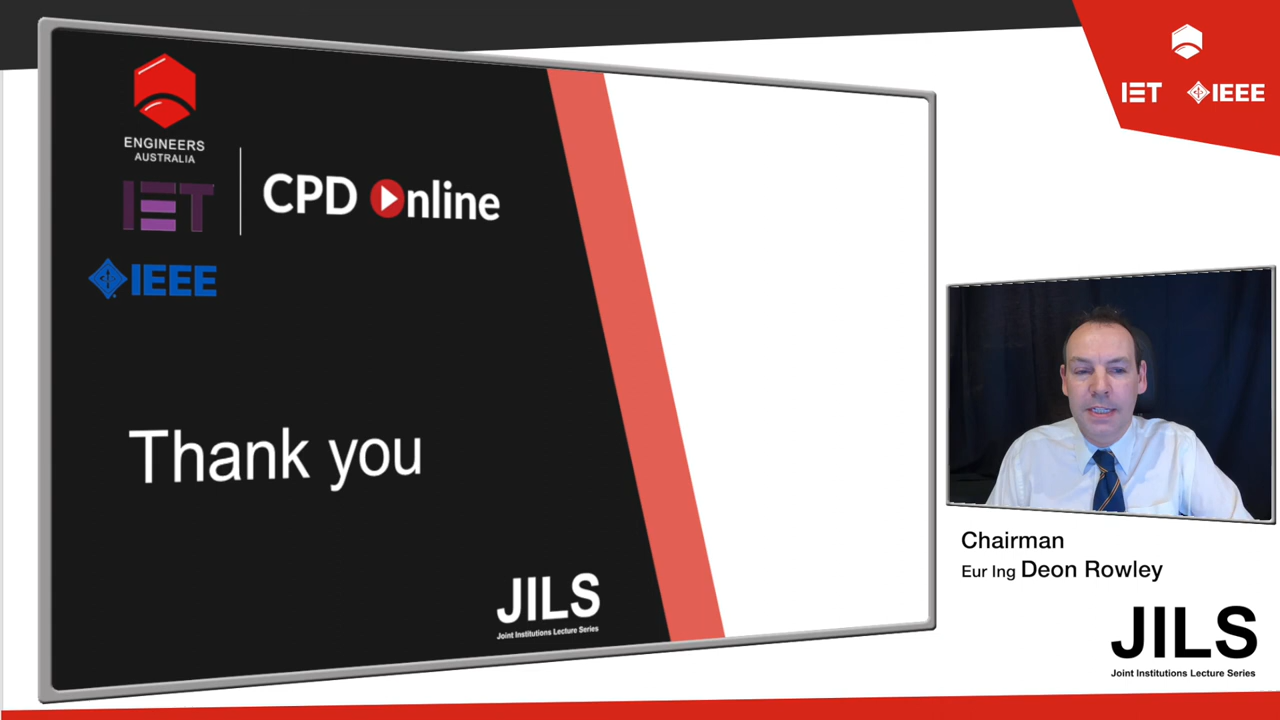 ENGINEERS
AUSTRALIA
IET
CPD Online
IEEE
Thank you
JILS
Joint Institutions Lecture Series
IET IEEE
Chairman
Eur Ing Deon Rowley
JILS
Joint Institutions Lecture Series